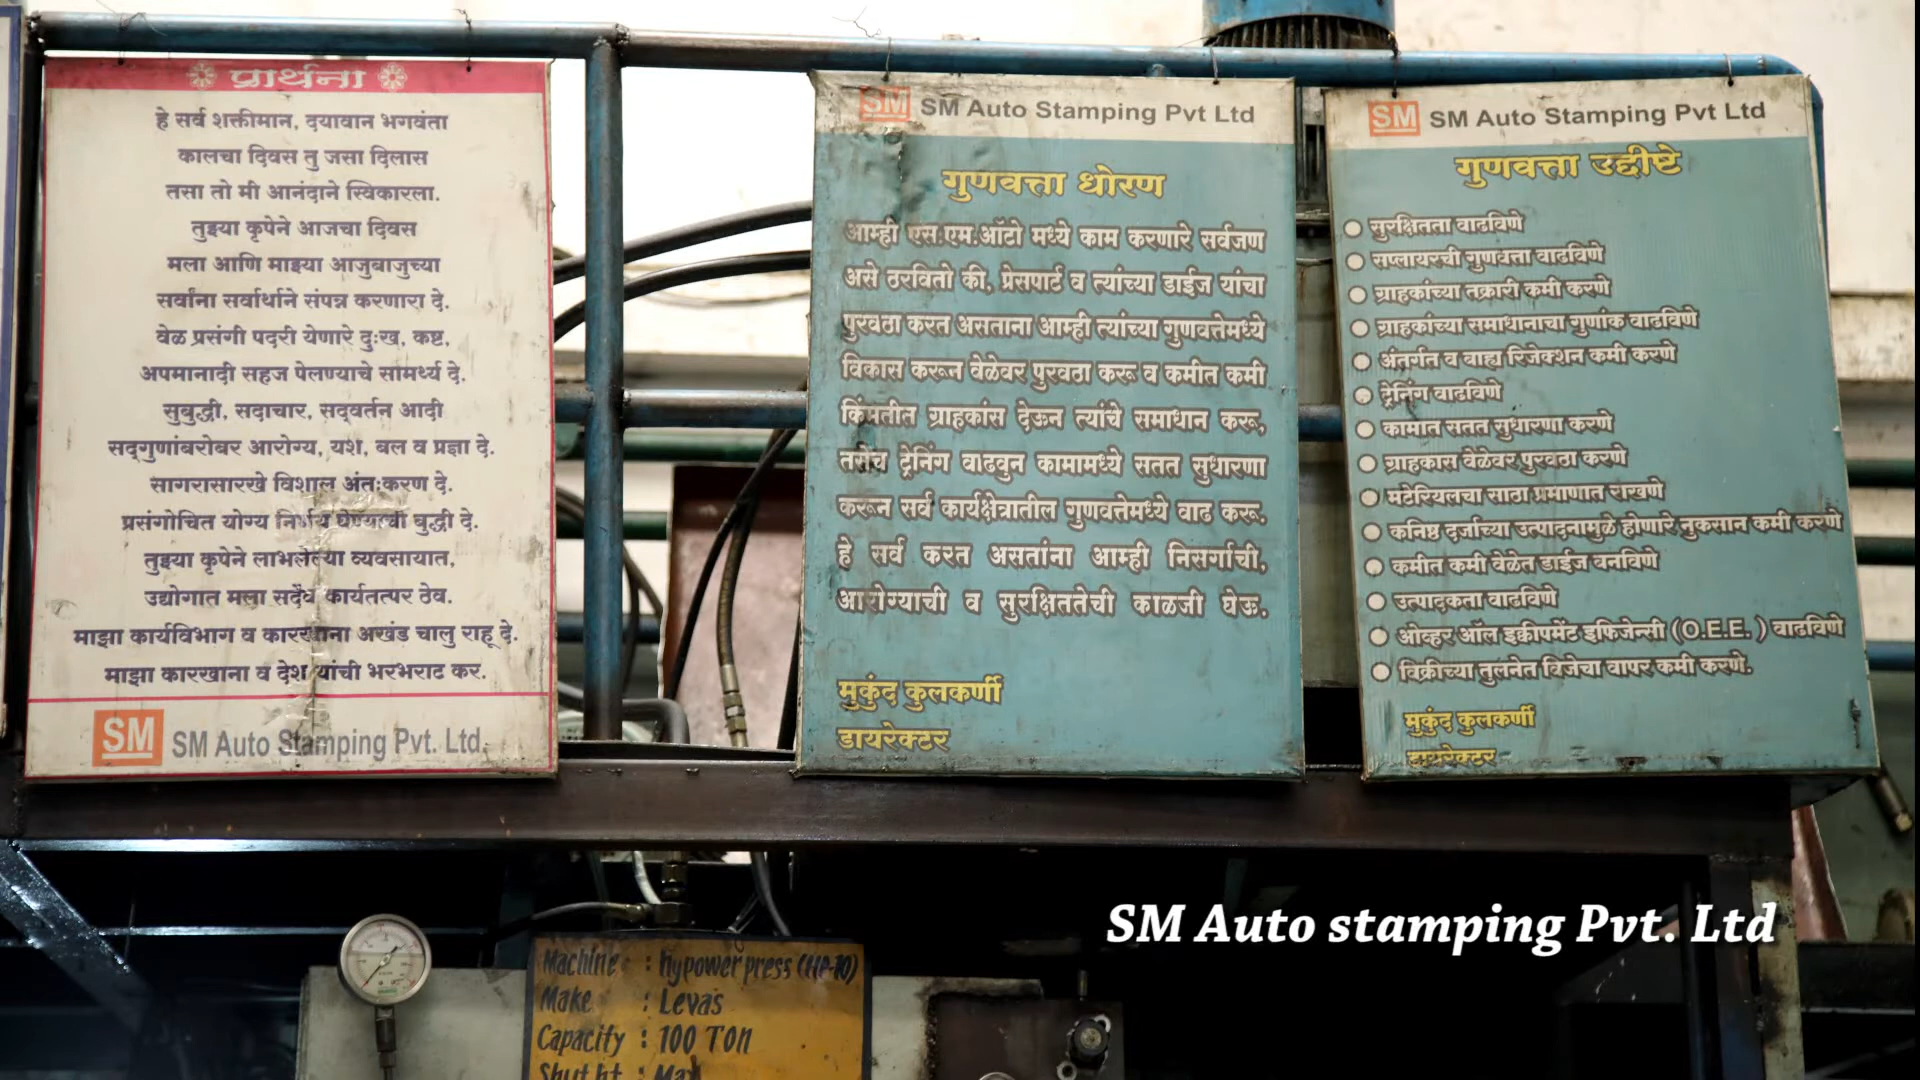 प्रार्थना
हे सर्व शक्तीमान, दयावान भगवंता
कालचा दिवस तु जसा दिलास
तसा तो मी आनंदाने स्विकारला.
तुझ्या कृपेने आजचा दिवस
मला आणि माझ्या आजुबाजुच्या
सर्वांना सर्वार्थाने संपन्न करणारा दे.
वेळ प्रसंगी पदरी येणारे दुःख, कष्ट,
अपमानादी सहज पेलण्याचे सामर्थ्य दे.
सुबुद्धी, सदाचार, सद्‌वर्तन आदी
सद्‌गुणांबरोबर आरोग्य, यश, बल व प्रज्ञा दे.
सागरासारखे विशाल अंतःकरण दे.
प्रसंगोचित योग्य निर्णय घेण्याची बुद्धी दे.
तुझ्या कृपेने लाभलेल्या व्यवसायात,
उद्योगात मला सदैव कार्यतत्पर ठेव.
माझा कार्यविभाग व कारखाना अखंड चालु राहू दे.
माझा कारखाना व देश यांची भरभराट कर.
SM SM Auto Stamping Pvt. Ltd.
SM SM Auto Stamping Pvt Ltd
गुणवत्ता धोरण
आम्ही एस.एम.ऑटो मध्ये काम करणारे सर्वजण
असे ठरवितो की, प्रेसपार्ट व त्यांच्या डाईज यांचा
पुरवठा करत असताना आम्ही त्यांच्या गुणवत्तेमध्ये
विकास करून वेळेवर पुरवठा करू व कमीत कमी
किंमतीत ग्राहकांस देऊन त्यांचे समाधान करू,
तसेच ट्रेनिंग वाढवुन कामामध्ये सतत सुधारणा
करून सर्व कार्यक्षेत्रातील गुणवत्तेमध्ये वाढ करू.
हे सर्व करत असतांना आम्ही निसर्गाची,
आरोग्याची व सुरक्षिततेची काळजी घेऊ.
मुकुंद कुलकर्णी
डायरेक्टर
SM SM Auto Stamping Pvt Ltd
गुणवत्ता उद्दीष्टे
सुरक्षितता वाढविणे
सप्लायरची गुणवत्ता वाढविणे
ग्राहकांच्या तक्रारी कमी करणे
ग्राहकांच्या समाधानाचा गुणांक वाढविणे
अंतर्गत व बाह्य रिजेक्शन कमी करणे
ट्रेनिंग वाढविणे
कामात सतत सुधारणा करणे
ग्राहकास वेळेवर पुरवठा करणे
मटेरियलचा साठा प्रमाणात राखणे
कनिष्ठ दर्जाच्या उत्पादनामुळे होणारे नुकसान कमी करणे
कमीत कमी वेळेत डाईज बनविणे
उत्पादकता वाढविणे
ओव्हर ऑल इक्वीपमेंट इफिजेन्सी (O.E.E.) वाढविणे
विक्रीच्या तुलनेत विजेचा वापर कमी करणे.
मुकुंद कुलकर्णी
डायरेक्टर
SM Auto stamping Pvt. Ltd
Machine : Hypower press (HP-10)
Make : Levas
Capacity : 100 TON
Shut ht : Max